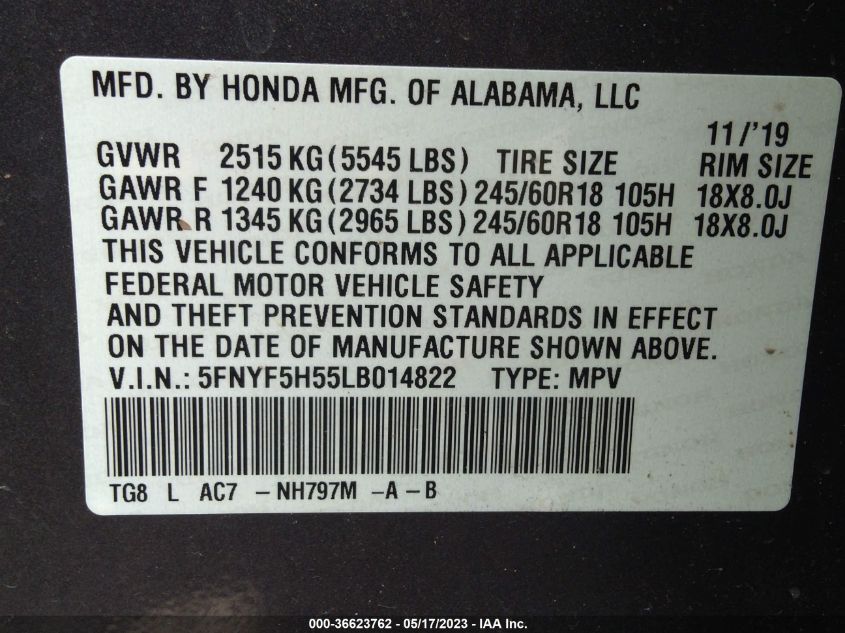 MFD. BY HONDA MFG. OF ALABAMA, LLC
11/'19
GVWR 2515 KG (5545 LBS) TIRE SIZE RIM SIZE
GAWR F 1240 KG (2734 LBS) 245/60R18 105H 18X8.0J
GAWR R 1345 KG (2965 LBS) 245/60R18 105H 18X8.0J
THIS VEHICLE CONFORMS TO ALL APPLICABLE
FEDERAL MOTOR VEHICLE SAFETY
AND THEFT PREVENTION STANDARDS IN EFFECT
ON THE DATE OF MANUFACTURE SHOWN ABOVE.
V.I.N.: 5FNYF5H55LB014822 TYPE: MPV
TG8 L AC7 -NH797M -A -B
000-36623762 - 05/17/2023 - IAA Inc.